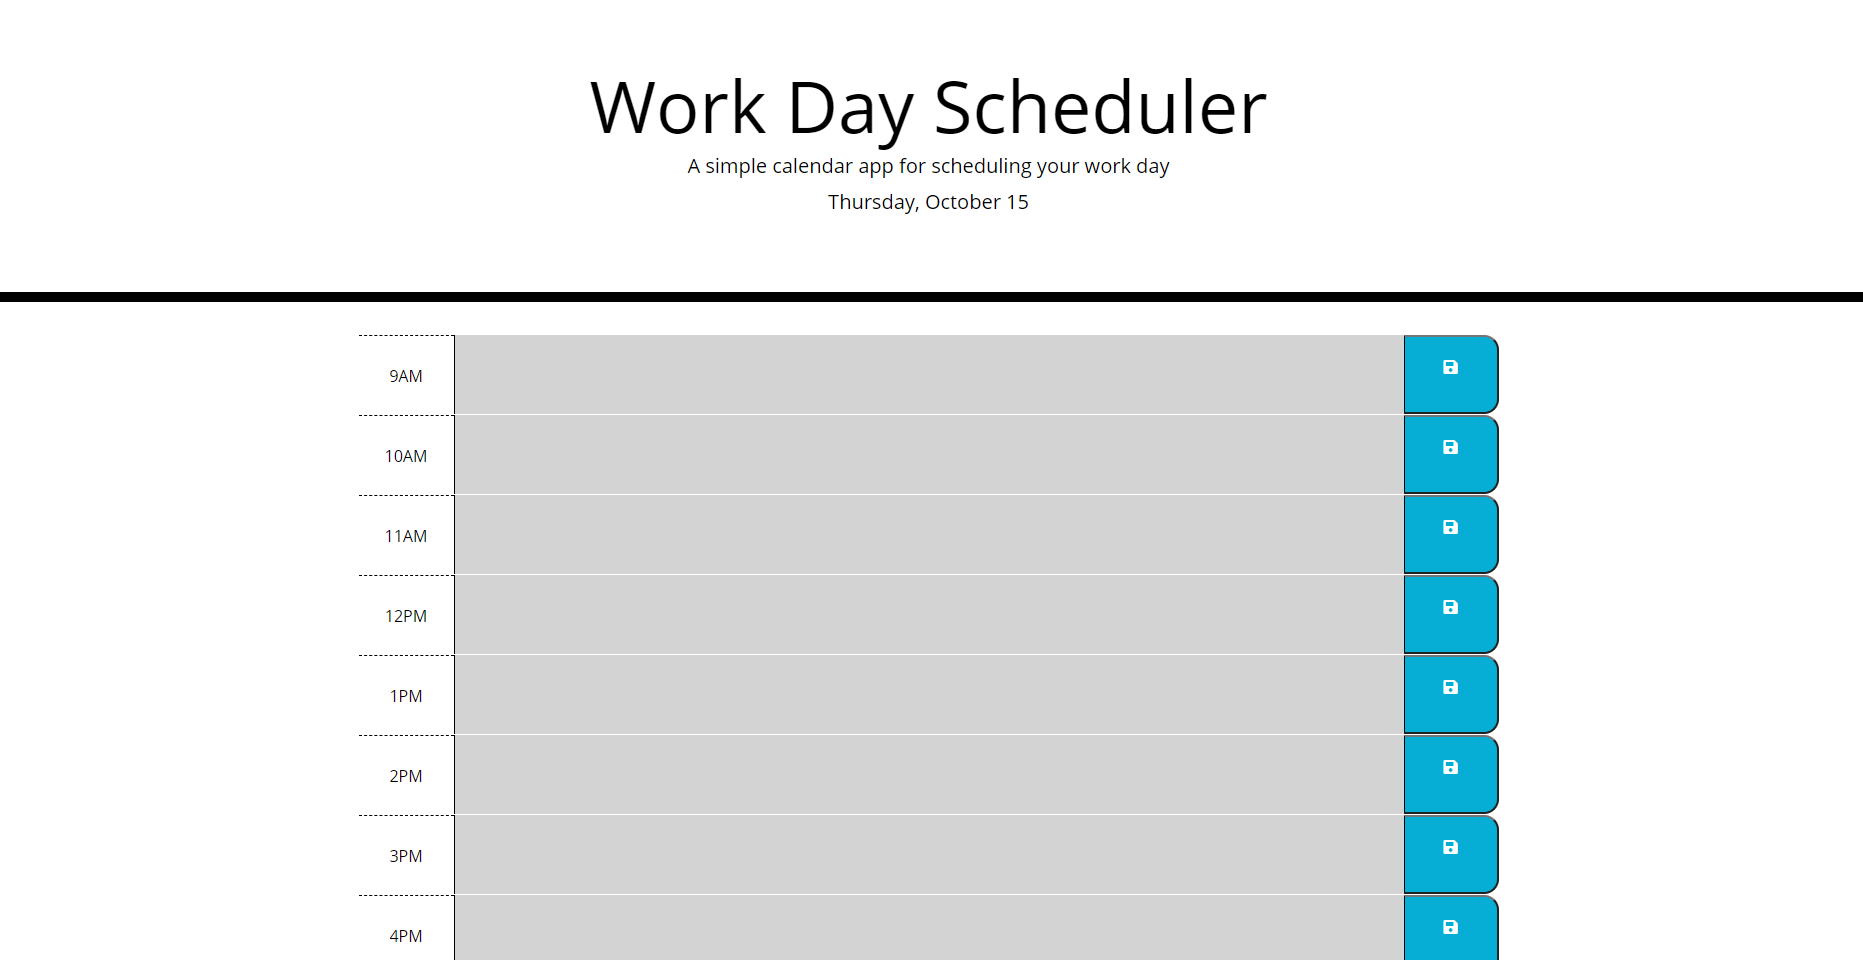 Work Day Scheduler
A simple calendar app for scheduling your work day
Thursday, October 15
9AM
10AM
11AM
12PM
1PM
2PM
3PM
4PM